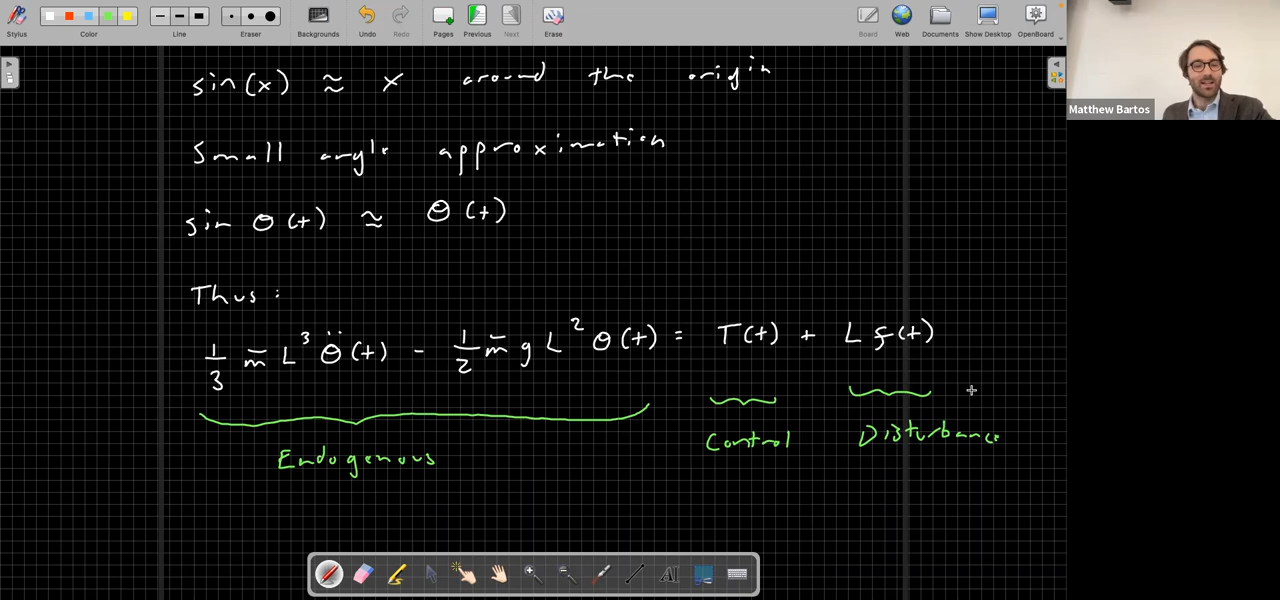 Stylus Color Line Eraser Backgrounds Undo Redo Pages Previous Next Erase Board Web Documents Show Desktop OpenBoard
Matthew Bartos
sin(x) ≈ x around the origin
Small angle approximation
sin θ(t) ≈ θ(t)
Thus:
1/3 m̄ L³ θ̈(t) - 1/2 m̄ g L² θ(t) = T(t) + L f(t)
Control Disturbance
Endogenous